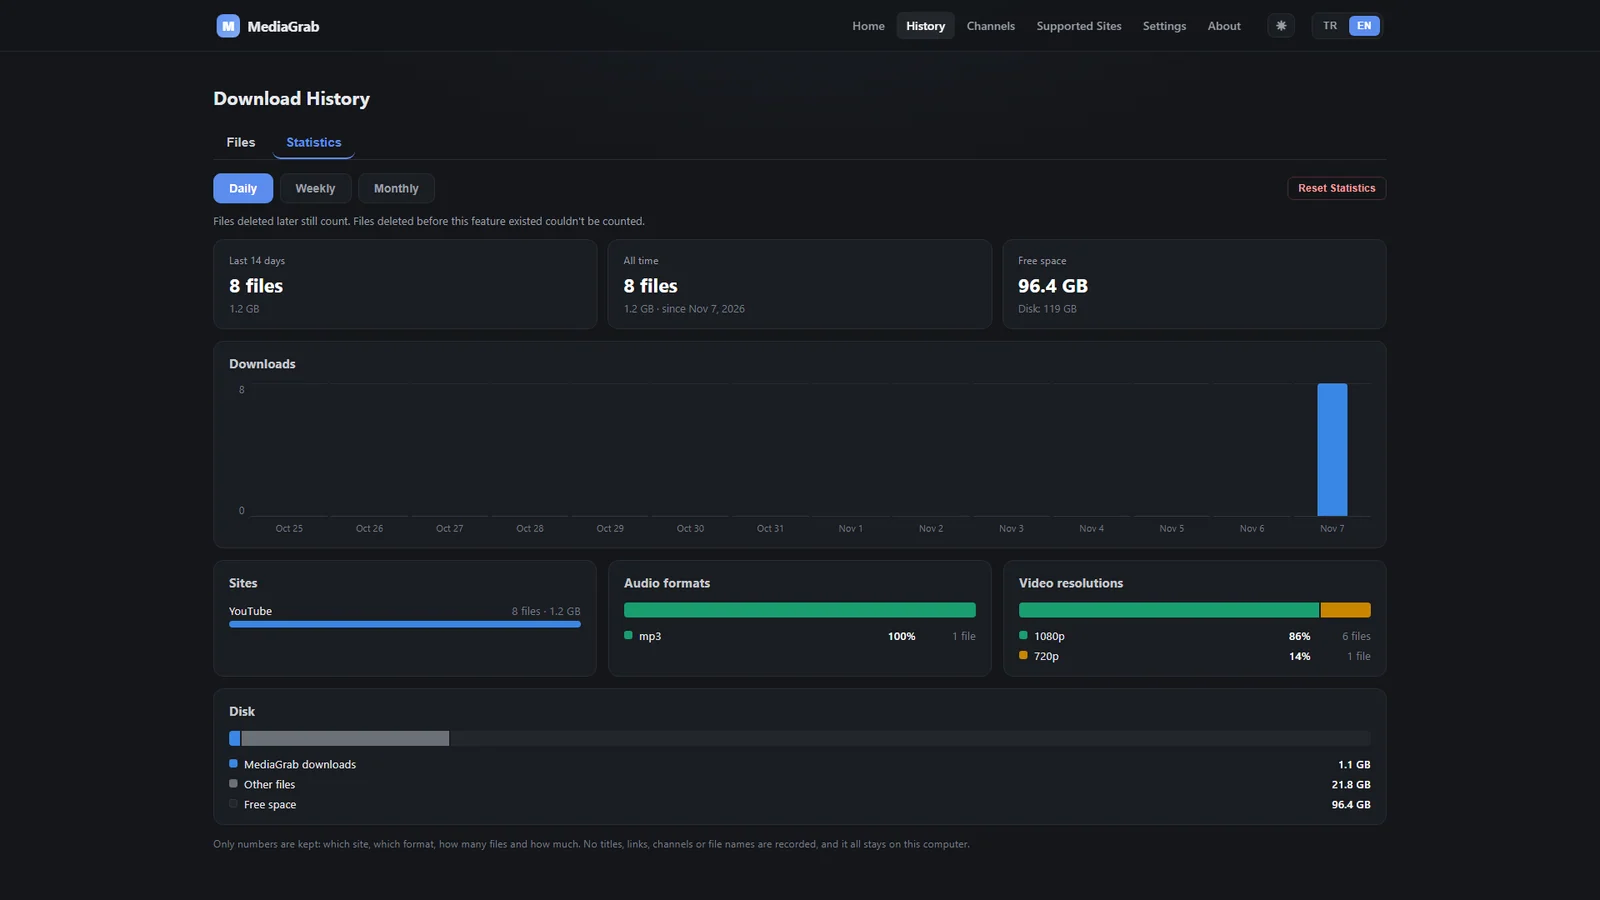 M MediaGrab
Home History Channels Supported Sites Settings About TR EN
Download History
Files Statistics
Daily Weekly Monthly Reset Statistics
Files deleted later still count. Files deleted before this feature existed couldn't be counted.
Last 14 days
8 files
1.2 GB
All time
8 files
1.2 GB · since Nov 7, 2026
Free space
96.4 GB
Disk: 119 GB
Downloads
8
0
Oct 25 Oct 26 Oct 27 Oct 28 Oct 29 Oct 30 Oct 31 Nov 1 Nov 2 Nov 3 Nov 4 Nov 5 Nov 6 Nov 7
Sites
YouTube 8 files · 1.2 GB
Audio formats
mp3 100% 1 file
Video resolutions
1080p 86% 6 files
720p 14% 1 file
Disk
MediaGrab downloads 1.1 GB
Other files 21.8 GB
Free space 96.4 GB
Only numbers are kept: which site, which format, how many files and how much. No titles, links, channels or file names are recorded, and it all stays on this computer.